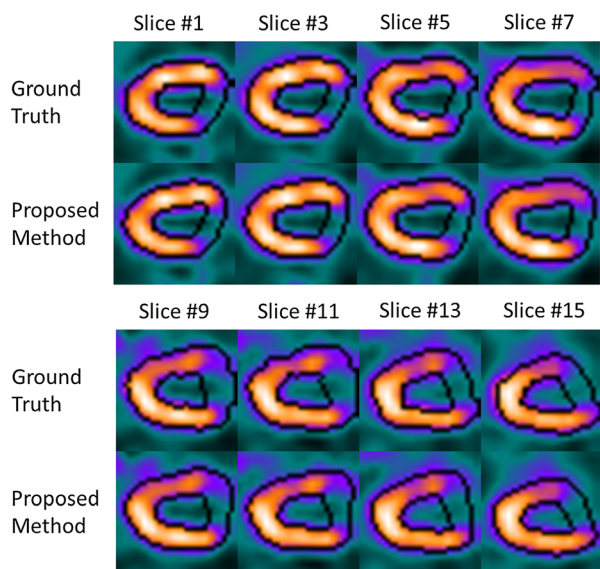 Slice #1 Slice #3 Slice #5 Slice #7
Ground
Truth
Proposed
Method
Slice #9 Slice #11 Slice #13 Slice #15
Ground
Truth
Proposed
Method